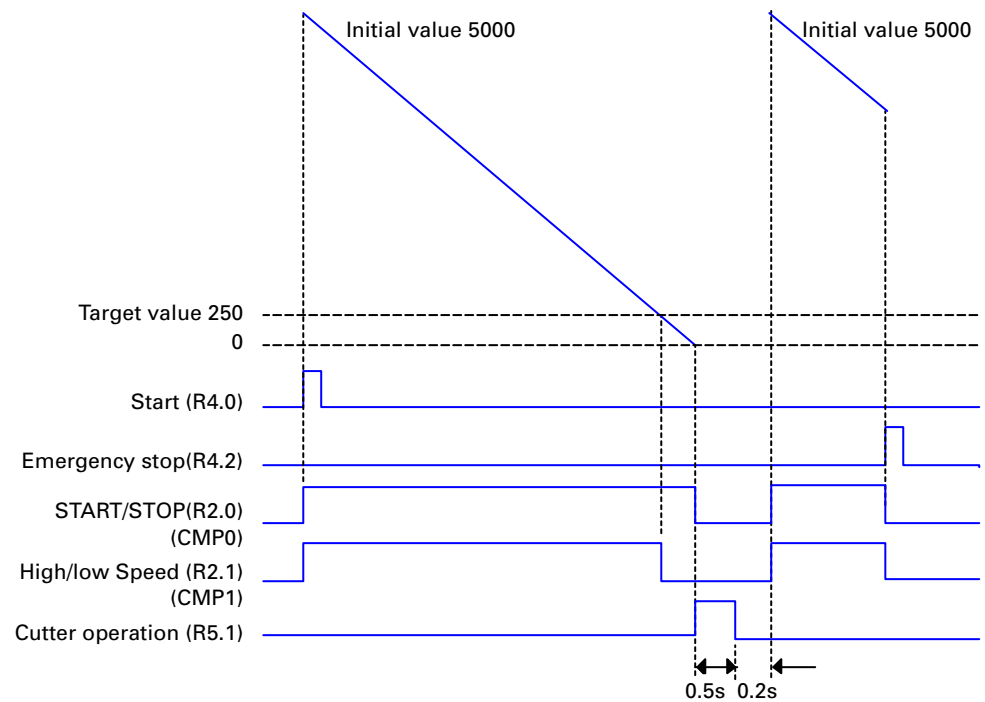 Initial value 5000
Initial value 5000
Target value 250
0
Start (R4.0)
Emergency stop(R4.2)
START/STOP(R2.0)
(CMP0)
High/low Speed (R2.1)
(CMP1)
Cutter operation (R5.1)
0.5s 0.2s